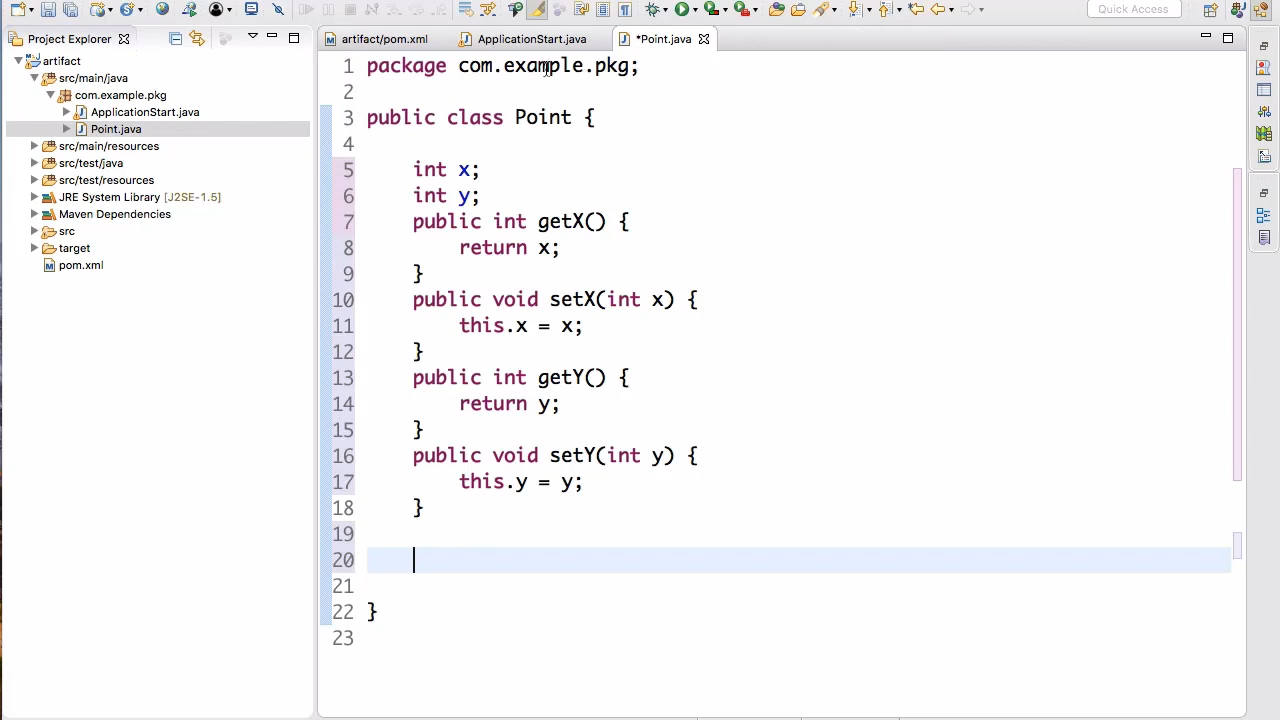 Quick Access
Project Explorer
artifact/pom.xml
ApplicationStart.java
*Point.java
artifact
src/main/java
com.example.pkg
ApplicationStart.java
Point.java
src/main/resources
src/test/java
src/test/resources
JRE System Library [J2SE-1.5]
Maven Dependencies
src
target
pom.xml
1 package com.example.pkg;
2
3 public class Point {
4
5 int x;
6 int y;
7 public int getX() {
8 return x;
9 }
10 public void setX(int x) {
11 this.x = x;
12 }
13 public int getY() {
14 return y;
15 }
16 public void setY(int y) {
17 this.y = y;
18 }
19
20
21
22 }
23